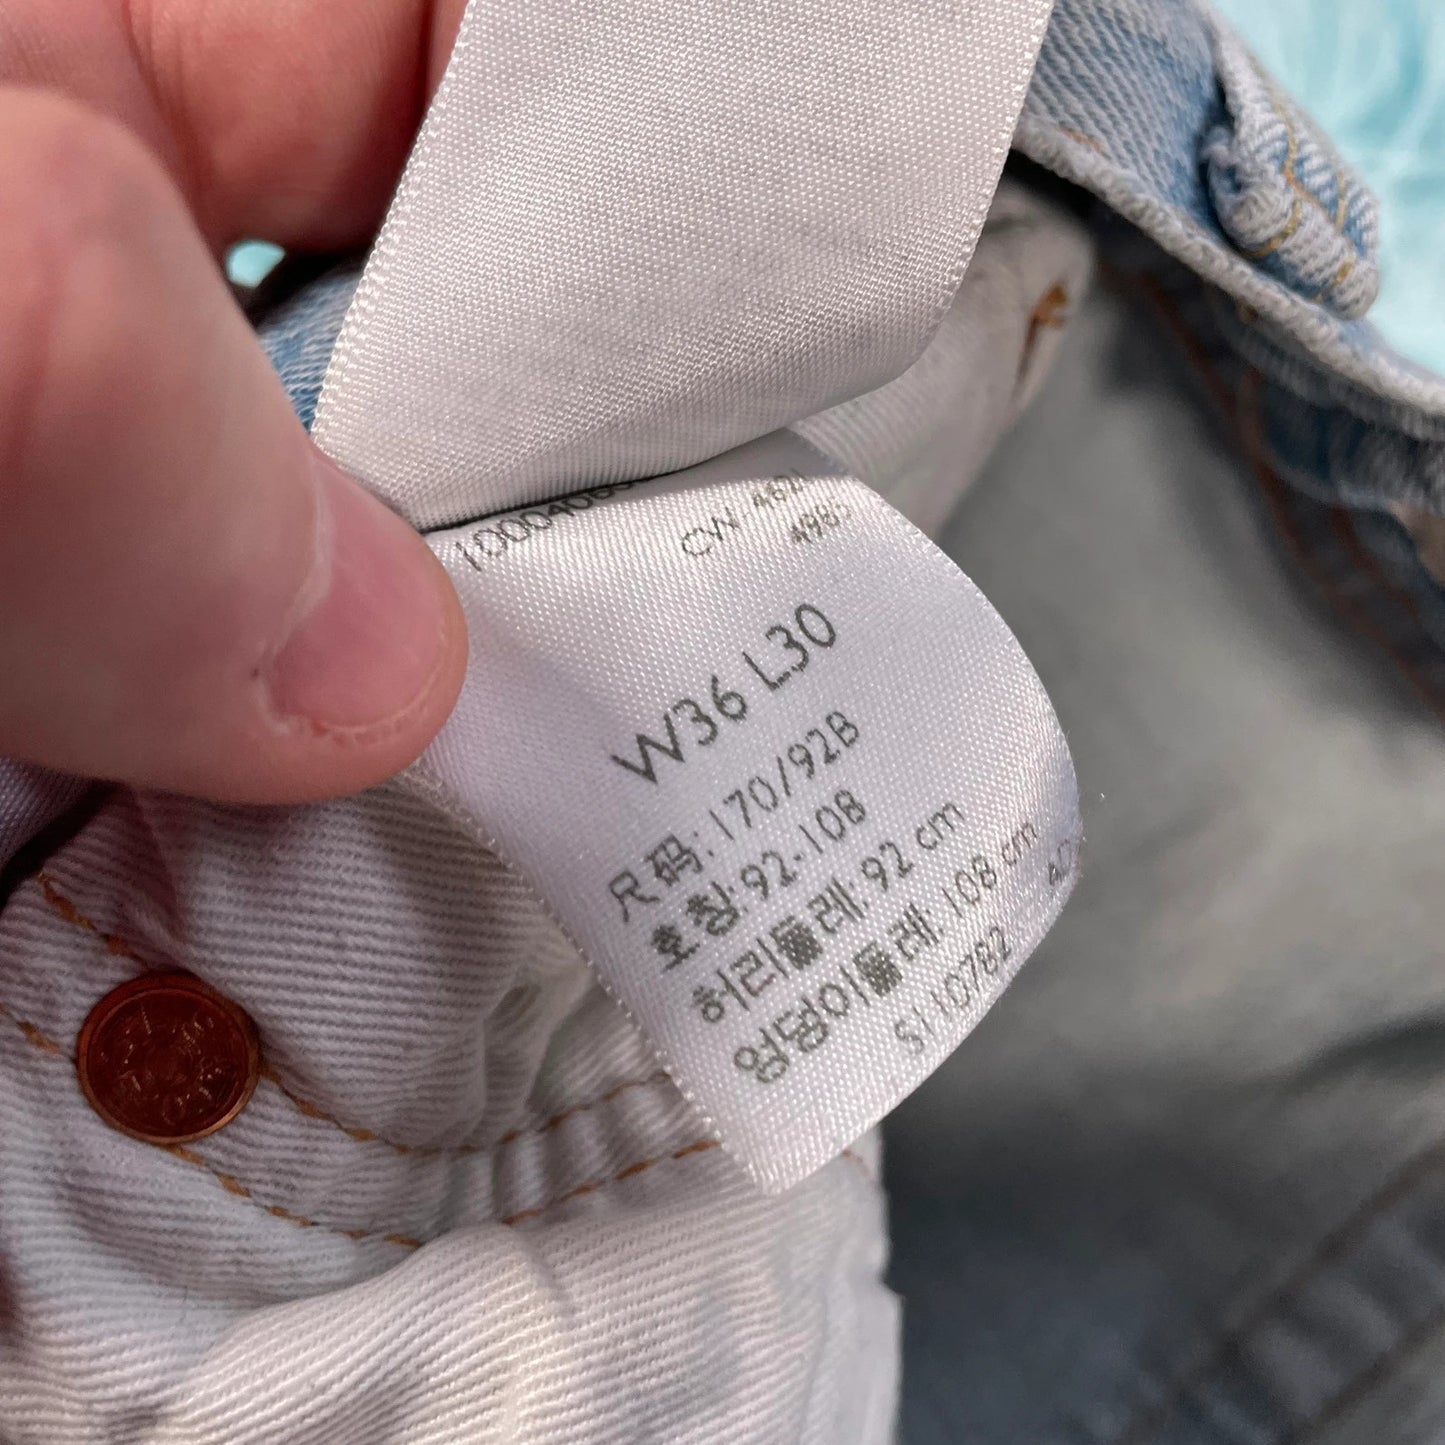 CW-
W36 L30
尺码: 170/92B
호칭: 92-108
허리둘레: 92 cm
엉덩이둘레: 108 cm
S110782